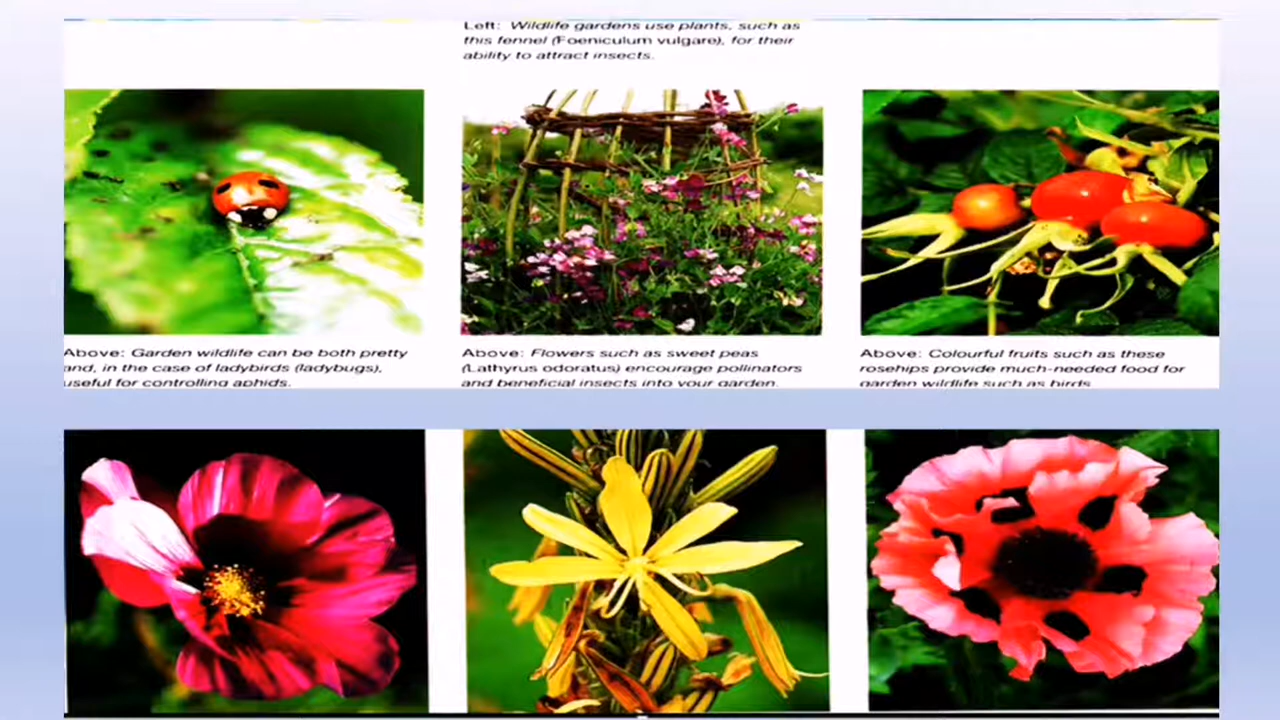 Left: Wildlife gardens use plants, such as
this fennel (Foeniculum vulgare), for their
ability to attract insects.
Above: Garden wildlife can be both pretty
and, in the case of ladybirds (ladybugs),
useful for controlling aphids.
Above: Flowers such as sweet peas
(Lathyrus odoratus) encourage pollinators
and beneficial insects into your garden.
Above: Colourful fruits such as these
rosehips provide much-needed food for
garden wildlife such as birds.